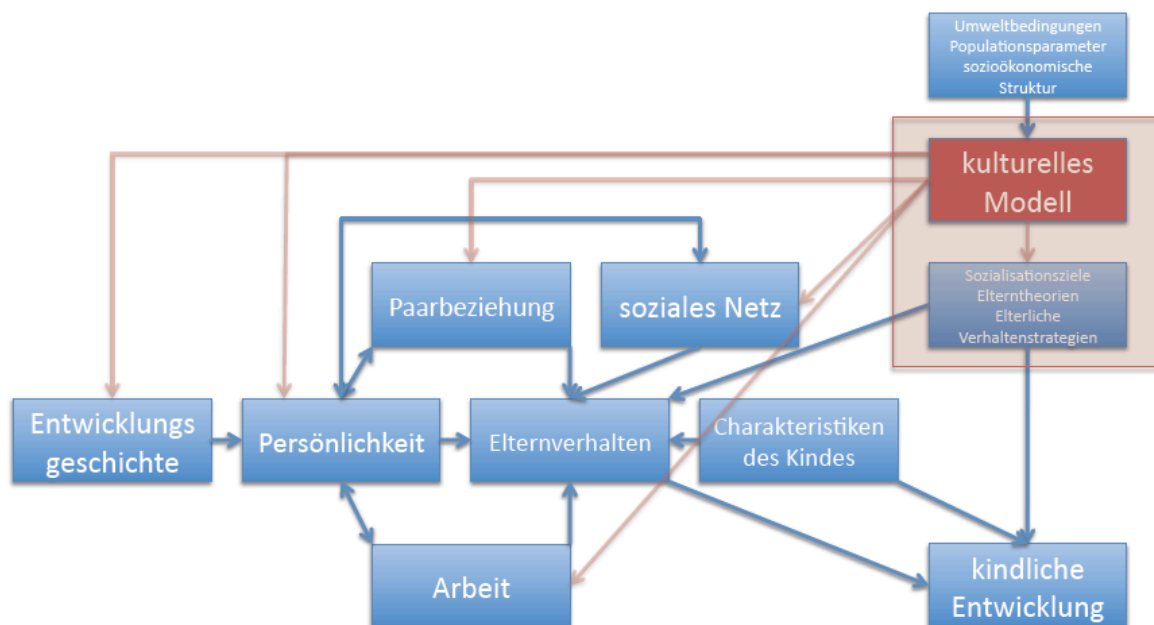 Umweltbedingungen
Populationsparameter
sozioökonomische
Struktur
kulturelles
Modell
Sozialisationsziele
Elterntheorien
Elterliche
Verhaltenstrategien
Paarbeziehung
soziales Netz
Entwicklungs
geschichte
Persönlichkeit
Elternverhalten
Charakteristiken
des Kindes
Arbeit
kindliche
Entwicklung